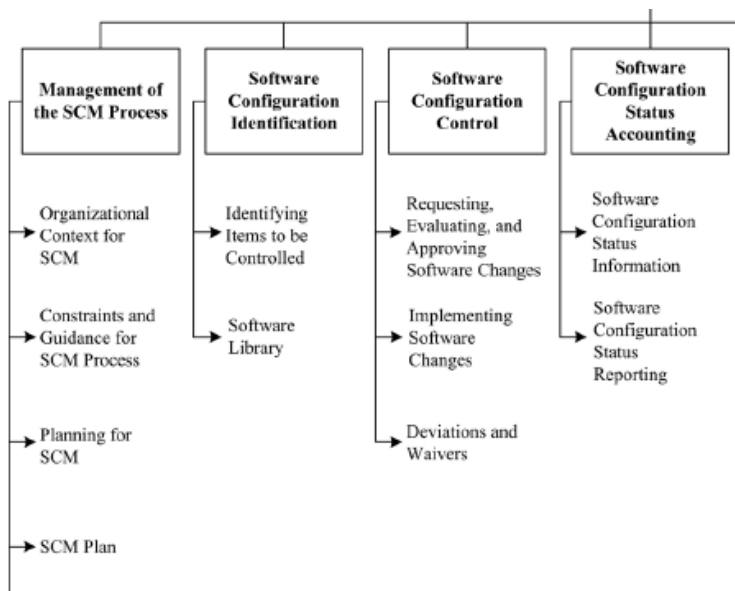 Management of
the SCM Process
Software
Configuration
Identification
Software
Configuration
Control
Software
Configuration
Status
Accounting
Organizational
Context for
SCM
Constraints and
Guidance for
SCM Process
Planning for
SCM
SCM Plan
Identifying
Items to be
Controlled
Software
Library
Requesting,
Evaluating, and
Approving
Software Changes
Implementing
Software
Changes
Deviations and
Waivers
Software
Configuration
Status
Information
Software
Configuration
Status
Reporting